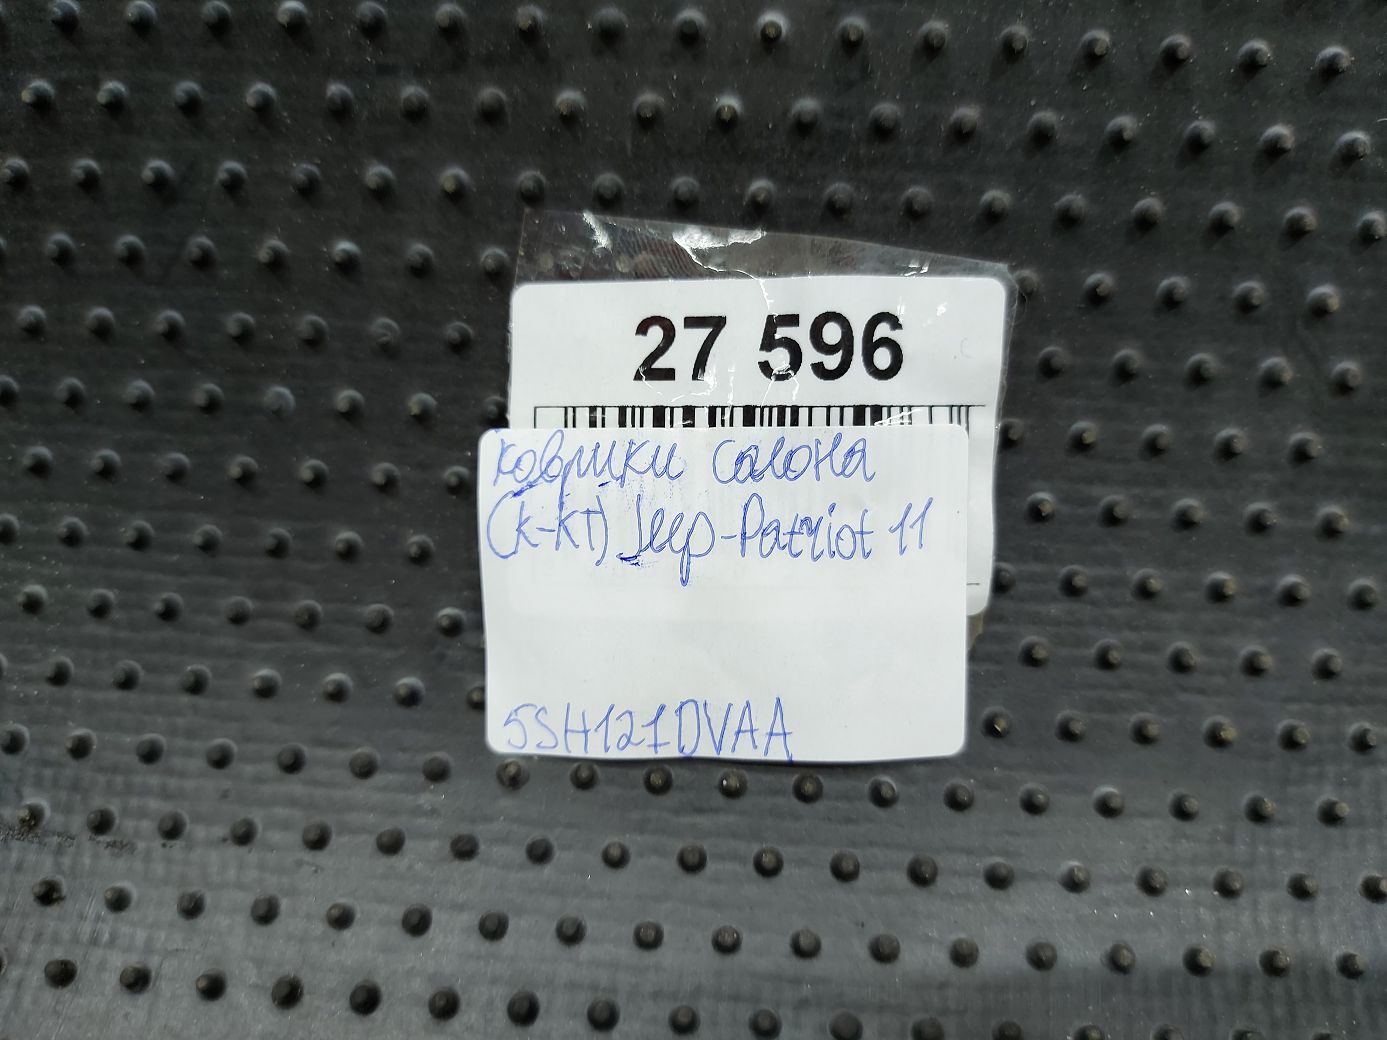 27 596
коврики салона
(к-кт) Jeep-Patriot 11
5SH121DVAA